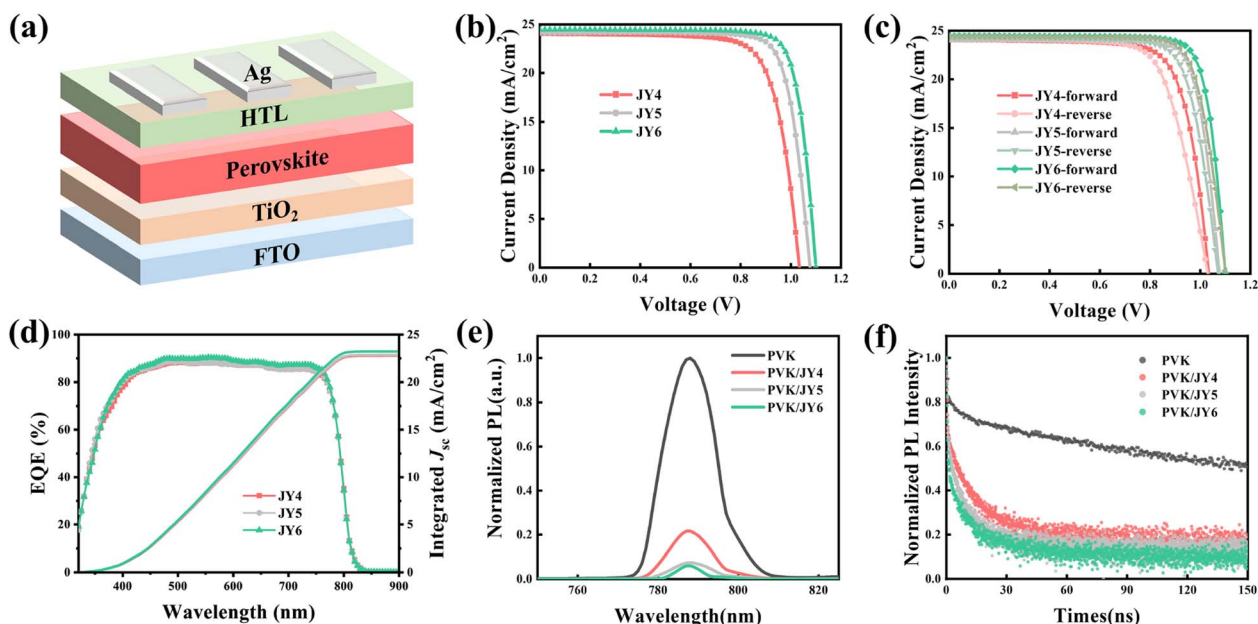 (a)
Ag
HTL
Perovskite
TiO₂
FTO
(b)
Current Density (mA/cm²)
25
20
15
10
5
0
JY4
JY5
JY6
0.0 0.2 0.4 0.6 0.8 1.0 1.2
Voltage (V)
(c)
Current Density (mA/cm²)
25
20
15
10
5
0
JY4-forward
JY4-reverse
JY5-forward
JY5-reverse
JY6-forward
JY6-reverse
0.0 0.2 0.4 0.6 0.8 1.0 1.2
Voltage (V)
(d)
EQE (%)
100
80
60
40
20
0
JY4
JY5
JY6
25
20
15
10
5
0
Integrated Jsc (mA/cm²)
400 500 600 700 800 900
Wavelength (nm)
(e)
Normalized PL(a.u.)
1.0
0.8
0.6
0.4
0.2
0.0
PVK
PVK/JY4
PVK/JY5
PVK/JY6
760 780 800 820
Wavelength(nm)
(f)
Normalized PL Intensity
1.0
0.8
0.6
0.4
0.2
0.0
PVK
PVK/JY4
PVK/JY5
PVK/JY6
0 30 60 90 120 150
Times(ns)